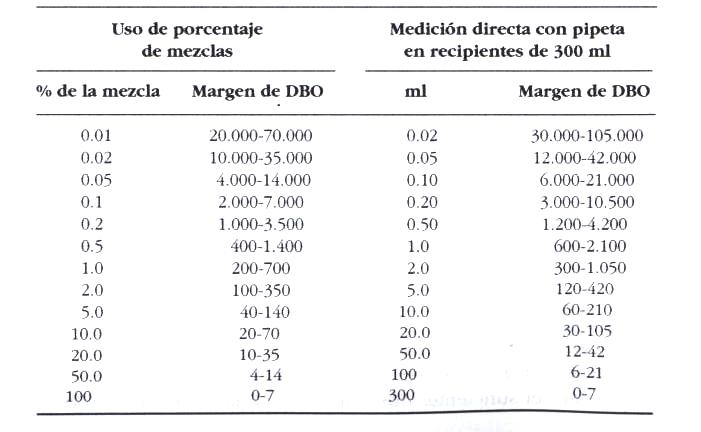 Uso de porcentaje Medición directa con pipeta
de mezclas en recipientes de 300 ml
% de la mezcla Margen de DBO ml Margen de DBO
0.01 20.000-70.000 0.02 30.000-105.000
0.02 10.000-35.000 0.05 12.000-42.000
0.05 4.000-14.000 0.10 6.000-21.000
0.1 2.000-7.000 0.20 3.000-10.500
0.2 1.000-3.500 0.50 1.200-4.200
0.5 400-1.400 1.0 600-2.100
1.0 200-700 2.0 300-1.050
2.0 100-350 5.0 120-420
5.0 40-140 10.0 60-210
10.0 20-70 20.0 30-105
20.0 10-35 50.0 12-42
50.0 4-14 100 6-21
100 0-7 300 0-7